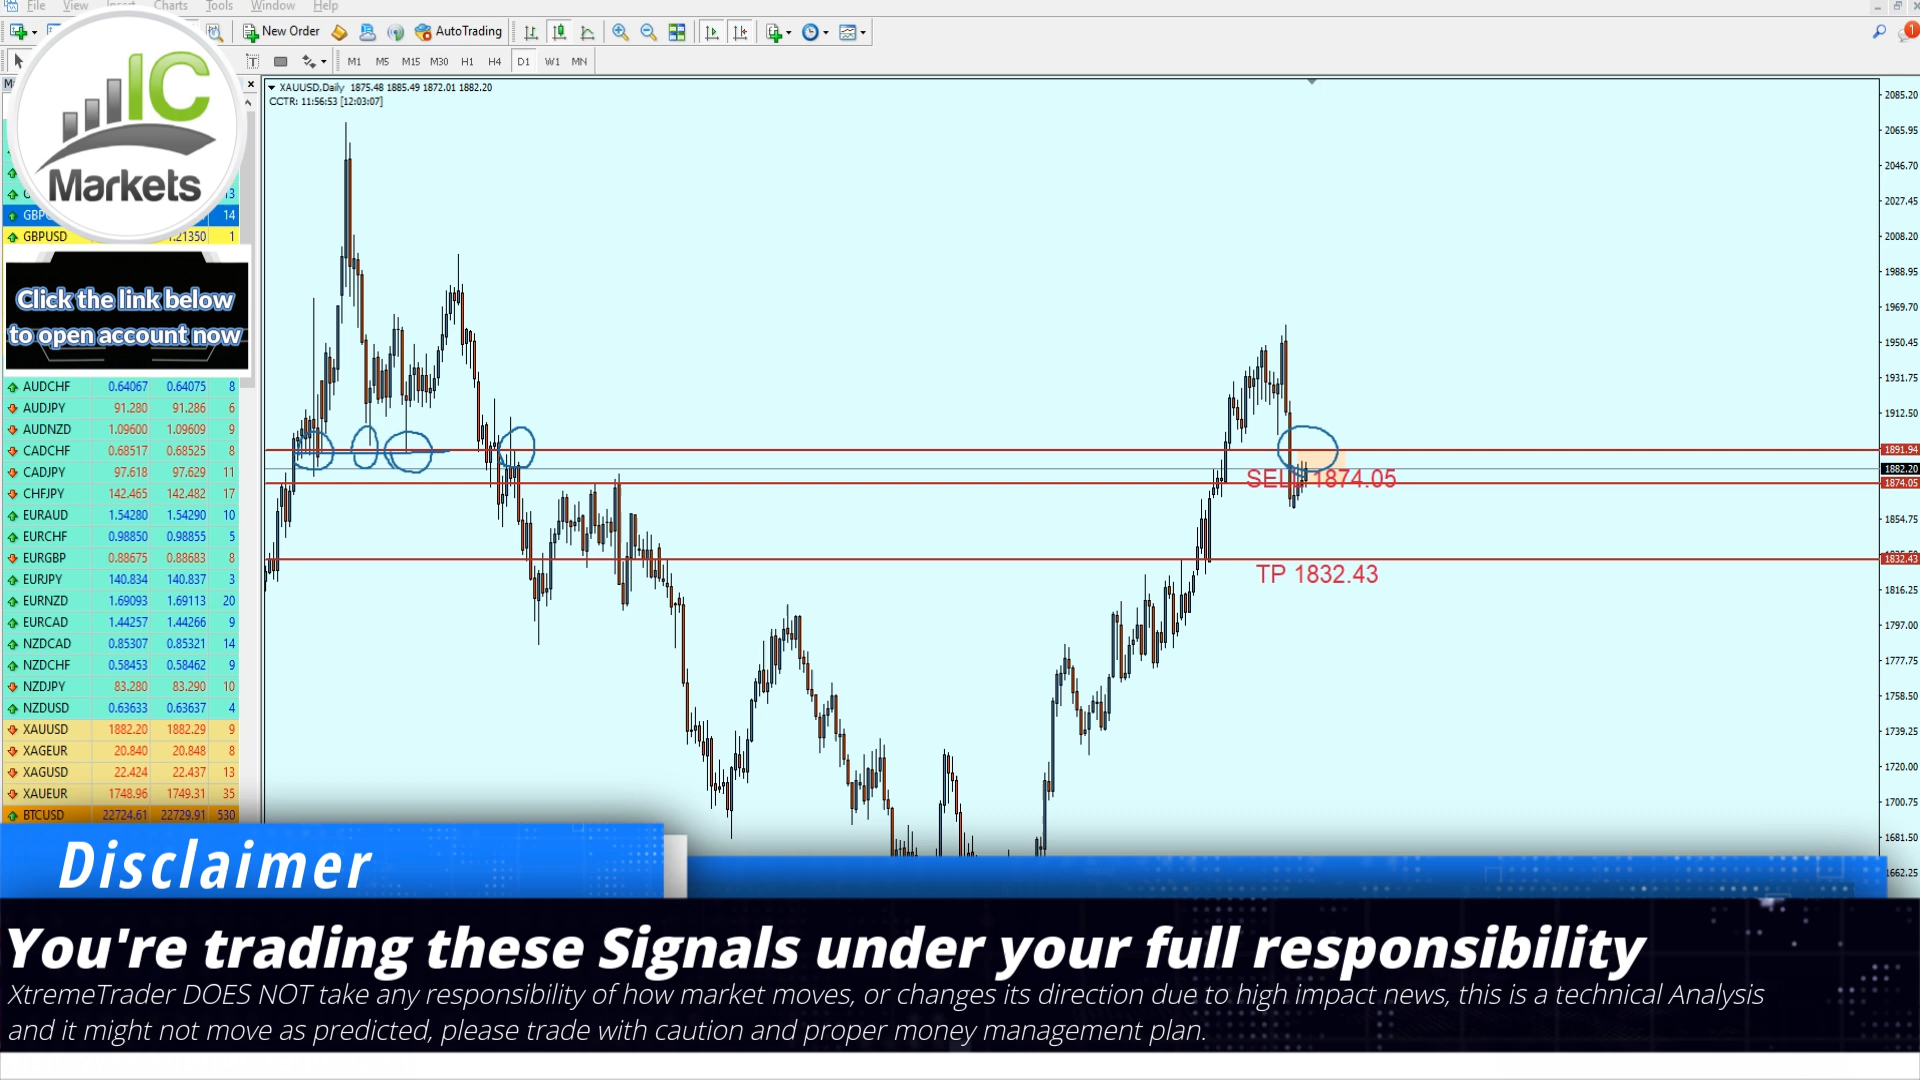 File View Insert Charts Tools Window Help
New Order AutoTrading 1
M1 M5 M15 M30 H1 H4 D1 W1 MN
XAUUSD,Daily 1875.48 1885.49 1872.01 1882.20
CCTR: 11:56:53 [12:03:07]
IC
Markets
13
14
GBPUSD 1.21350 1
Click the link below
to open account now
AUDCHF 0.64067 0.64075 8
AUDJPY 91.280 91.286 6
AUDNZD 1.09600 1.09609 9
CADCHF 0.68517 0.68525 8
CADJPY 97.618 97.629 11
CHFJPY 142.465 142.482 17
EURAUD 1.54280 1.54290 10
EURCHF 0.98850 0.98855 5
EURGBP 0.88675 0.88683 8
EURJPY 140.834 140.837 3
EURNZD 1.69093 1.69113 20
EURCAD 1.44257 1.44266 9
NZDCAD 0.85307 0.85321 14
NZDCHF 0.58453 0.58462 9
NZDJPY 83.280 83.290 10
NZDUSD 0.63633 0.63637 4
XAUUSD 1882.20 1882.29 9
XAGEUR 20.840 20.848 8
XAGUSD 22.424 22.437 13
XAUEUR 1748.96 1749.31 35
BTCUSD 22724.61 22729.91 530
SELL 1874.05
TP 1832.43
2085.20
2065.95
2046.70
2027.45
2008.20
1988.95
1969.70
1950.45
1931.75
1912.50
1891.94
1882.20
1874.05
1854.75
1832.43
1816.25
1797.00
1777.75
1758.50
1739.25
1720.00
1700.75
1681.50
1662.25
Disclaimer
You're trading these Signals under your full responsibility
XtremeTrader DOES NOT take any responsibility of how market moves, or changes its direction due to high impact news, this is a technical Analysis
and it might not move as predicted, please trade with caution and proper money management plan.